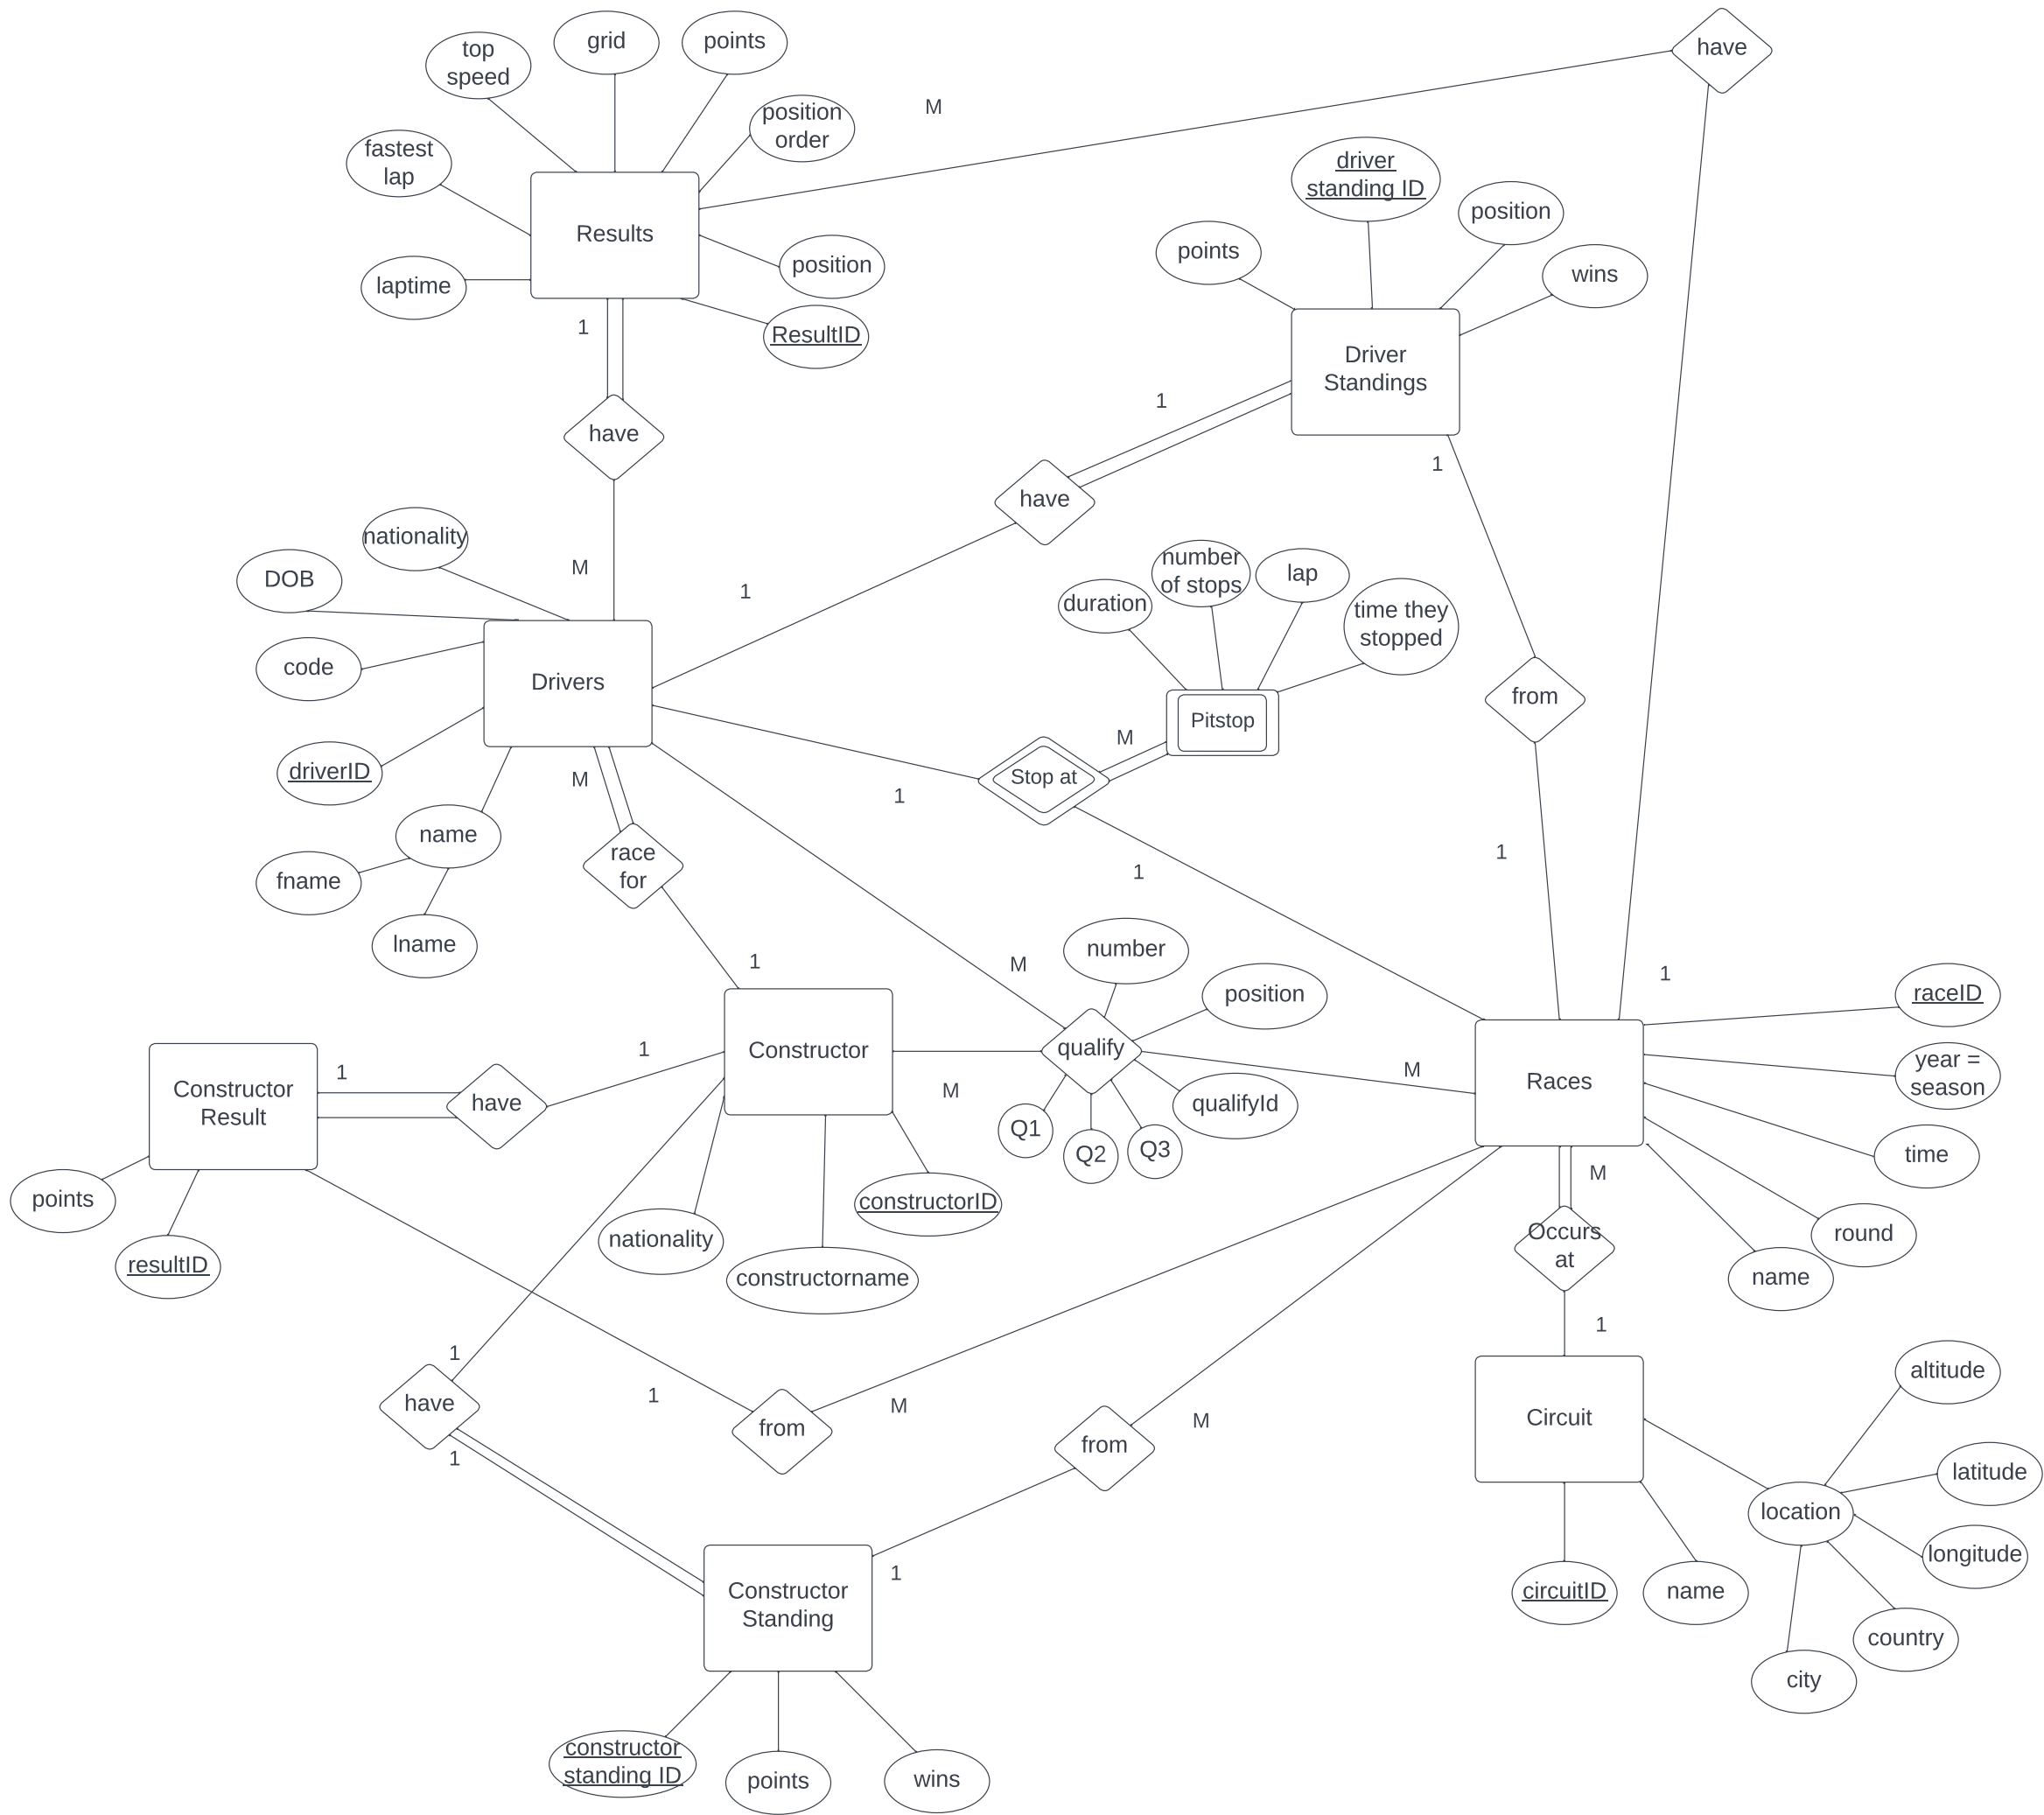 grid
points
have
top
speed
position
order
M
fastest
lap
driver
standing ID
position
Results
points
wins
position
laptime
1
ResultID
Driver
Standings
1
have
1
have
nationality
number
of stops
lap
M
DOB
1
duration
time they
stopped
code
Drivers
from
Pitstop
M
driverID
M
Stop at
1
name
race
for
1
1
fname
lname
number
M
1
1
raceID
position
Constructor
qualify
1
1
Constructor
Result
have
M
M
Races
year =
season
qualifyId
Q1
Q2
Q3
time
M
points
constructorID
nationality
Occurs
at
round
resultID
constructorname
name
1
1
altitude
have
1
M
M
from
from
Circuit
1
latitude
location
longitude
1
Constructor
Standing
circuitID
name
country
city
constructor
standing ID
points
wins